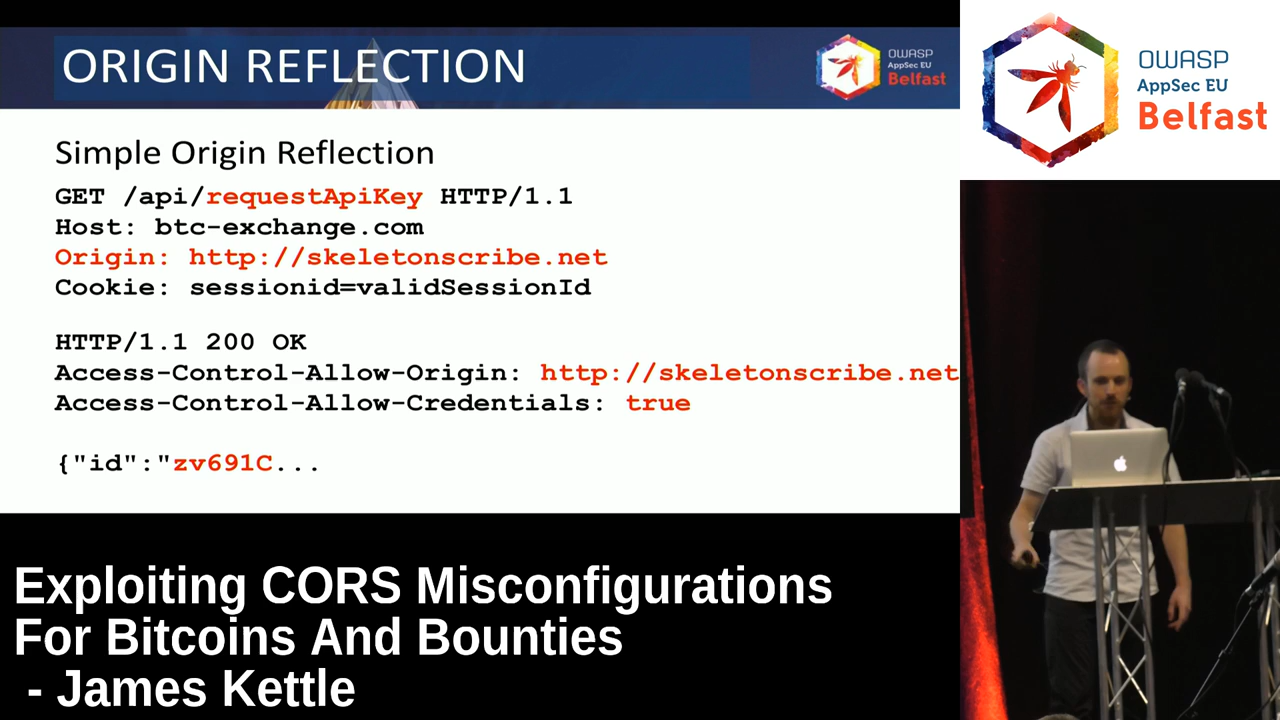 ORIGIN REFLECTION
OWASP
AppSec EU
Belfast
Simple Origin Reflection
GET /api/requestApiKey HTTP/1.1
Host: btc-exchange.com
Origin: http://skeletonscribe.net
Cookie: sessionid=validSessionId
HTTP/1.1 200 OK
Access-Control-Allow-Origin: http://skeletonscribe.net
Access-Control-Allow-Credentials: true
{"id":"zv691C...
OWASP
AppSec EU
Belfast
Exploiting CORS Misconfigurations
For Bitcoins And Bounties
- James Kettle